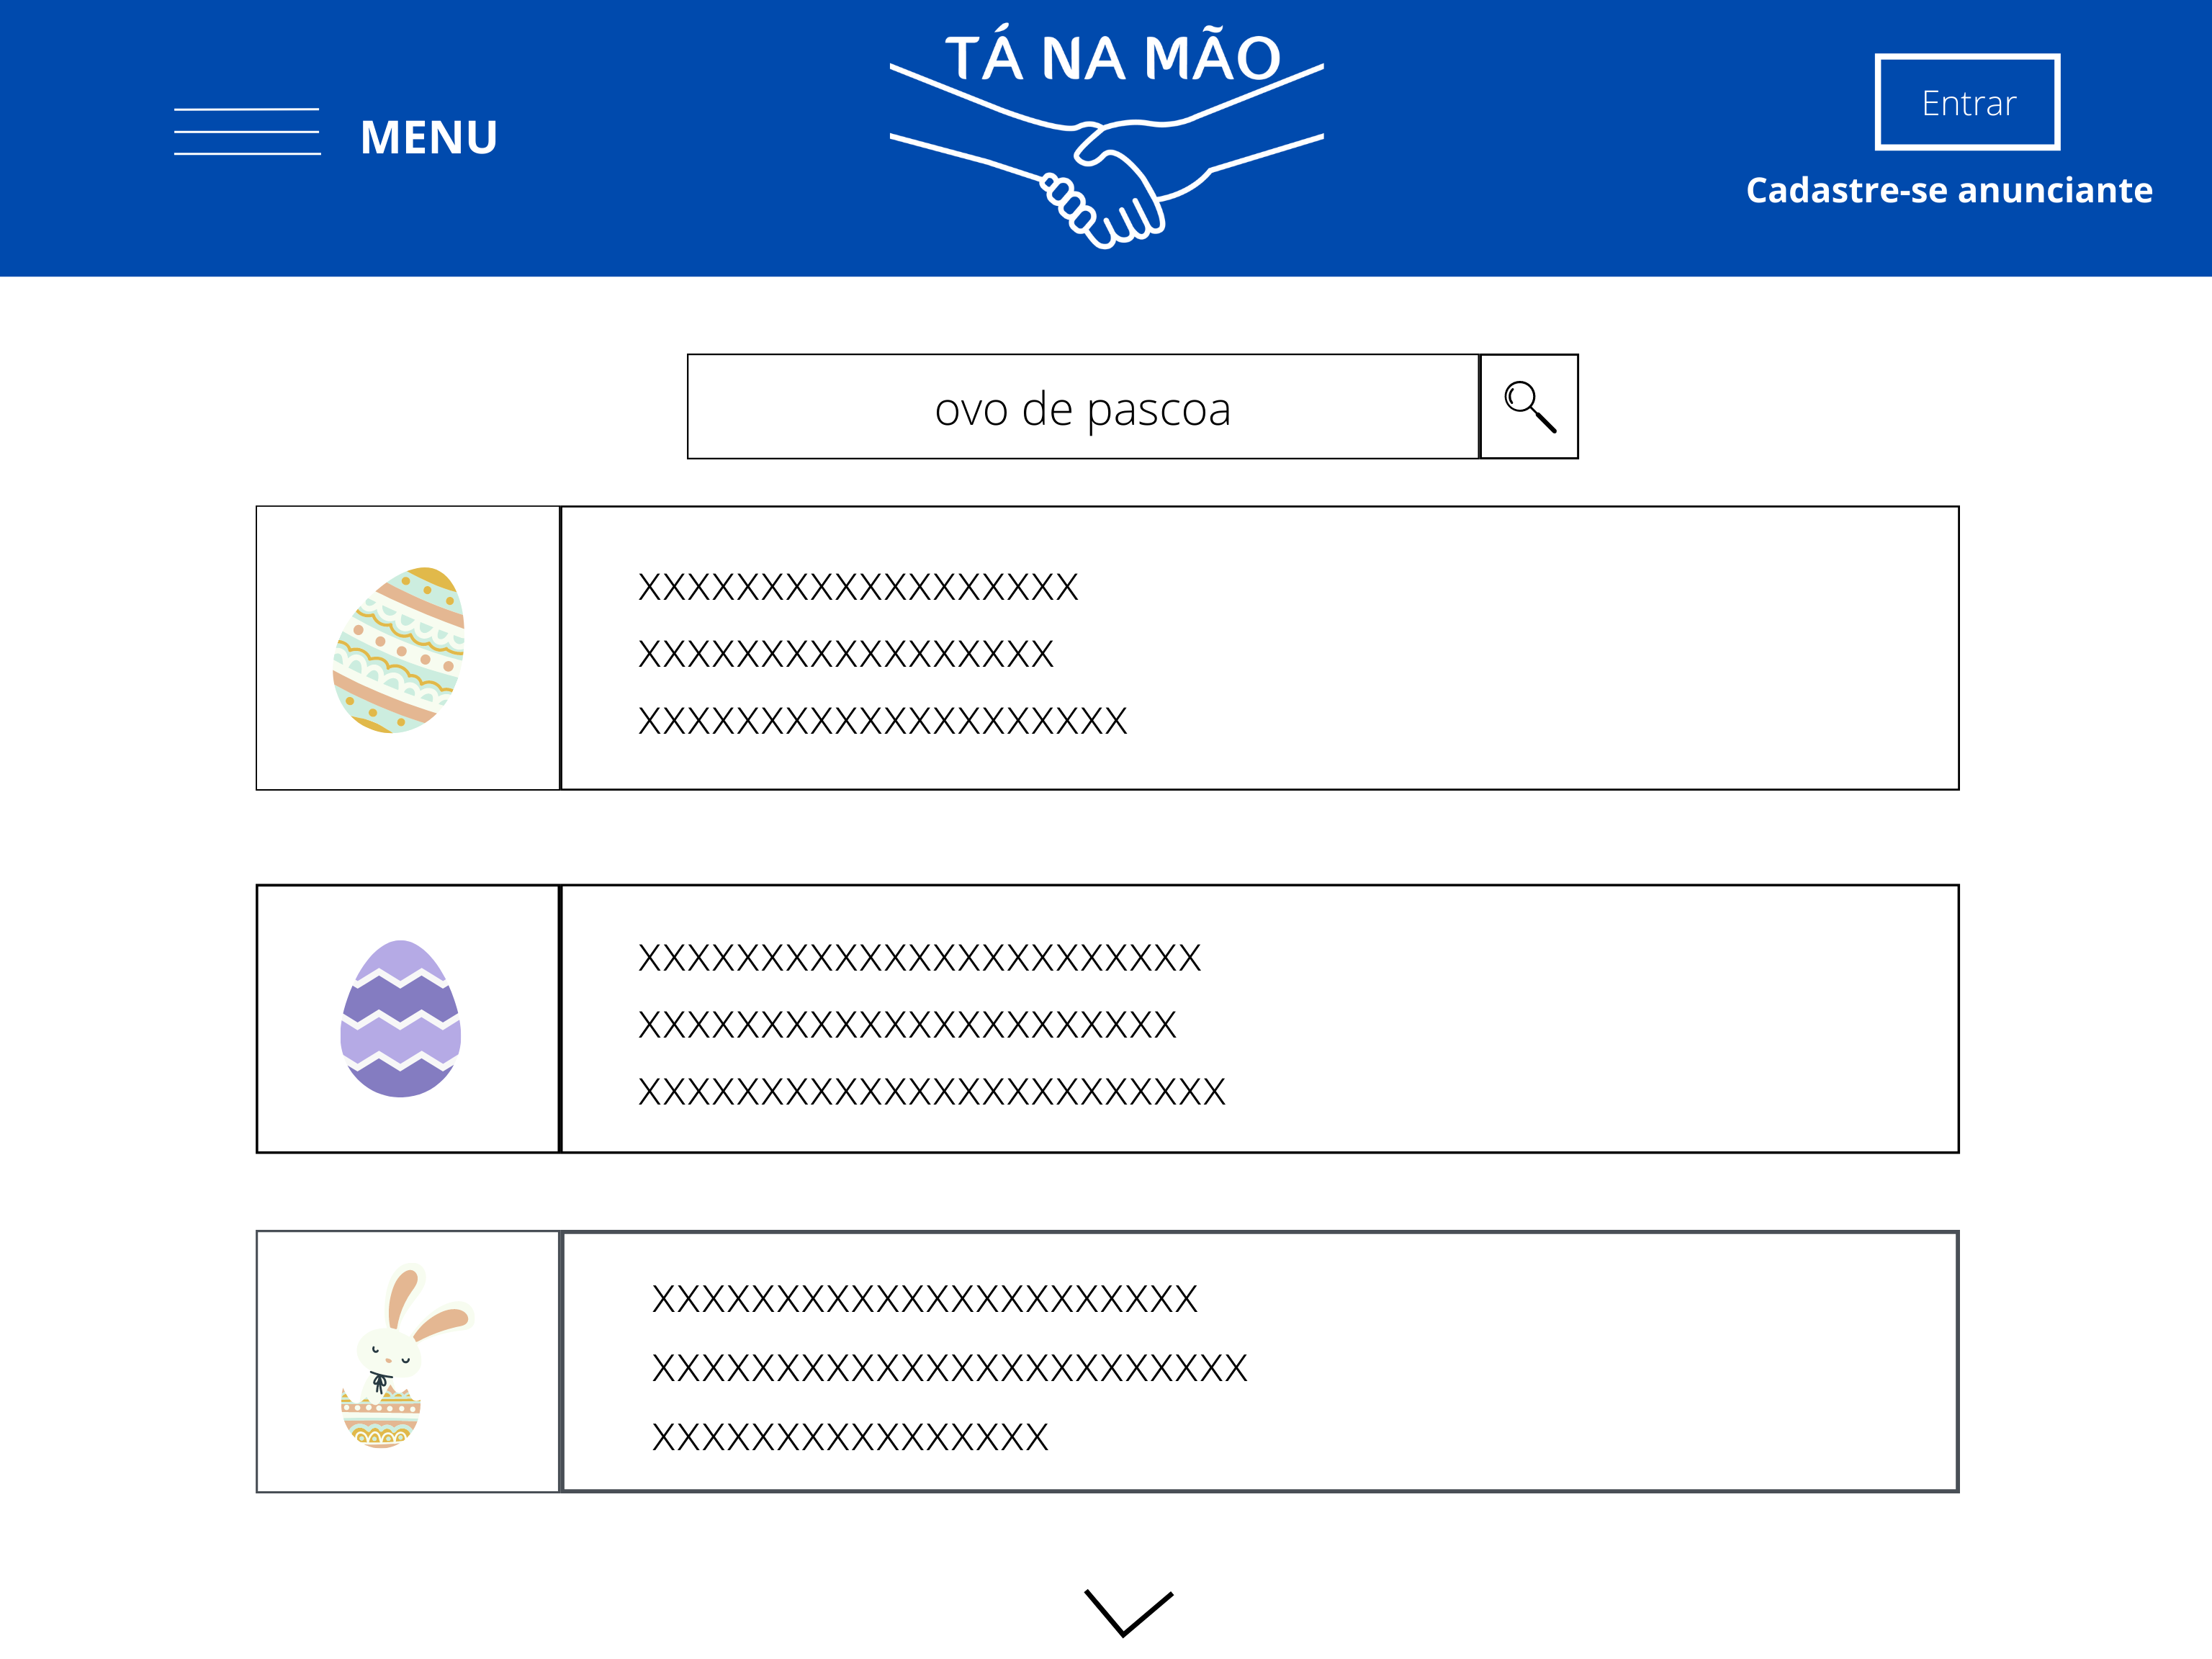 TÁ NA MÃO
MENU
Entrar
Cadastre-se anunciante
ovo de pascoa
XXXXXXXXXXXXXXXXXX
XXXXXXXXXXXXXXXXX
XXXXXXXXXXXXXXXXXXXX
XXXXXXXXXXXXXXXXXXXXXXX
XXXXXXXXXXXXXXXXXXXXXX
XXXXXXXXXXXXXXXXXXXXXXXX
XXXXXXXXXXXXXXXXXXXXXX
XXXXXXXXXXXXXXXXXXXXXXXX
XXXXXXXXXXXXXXXX